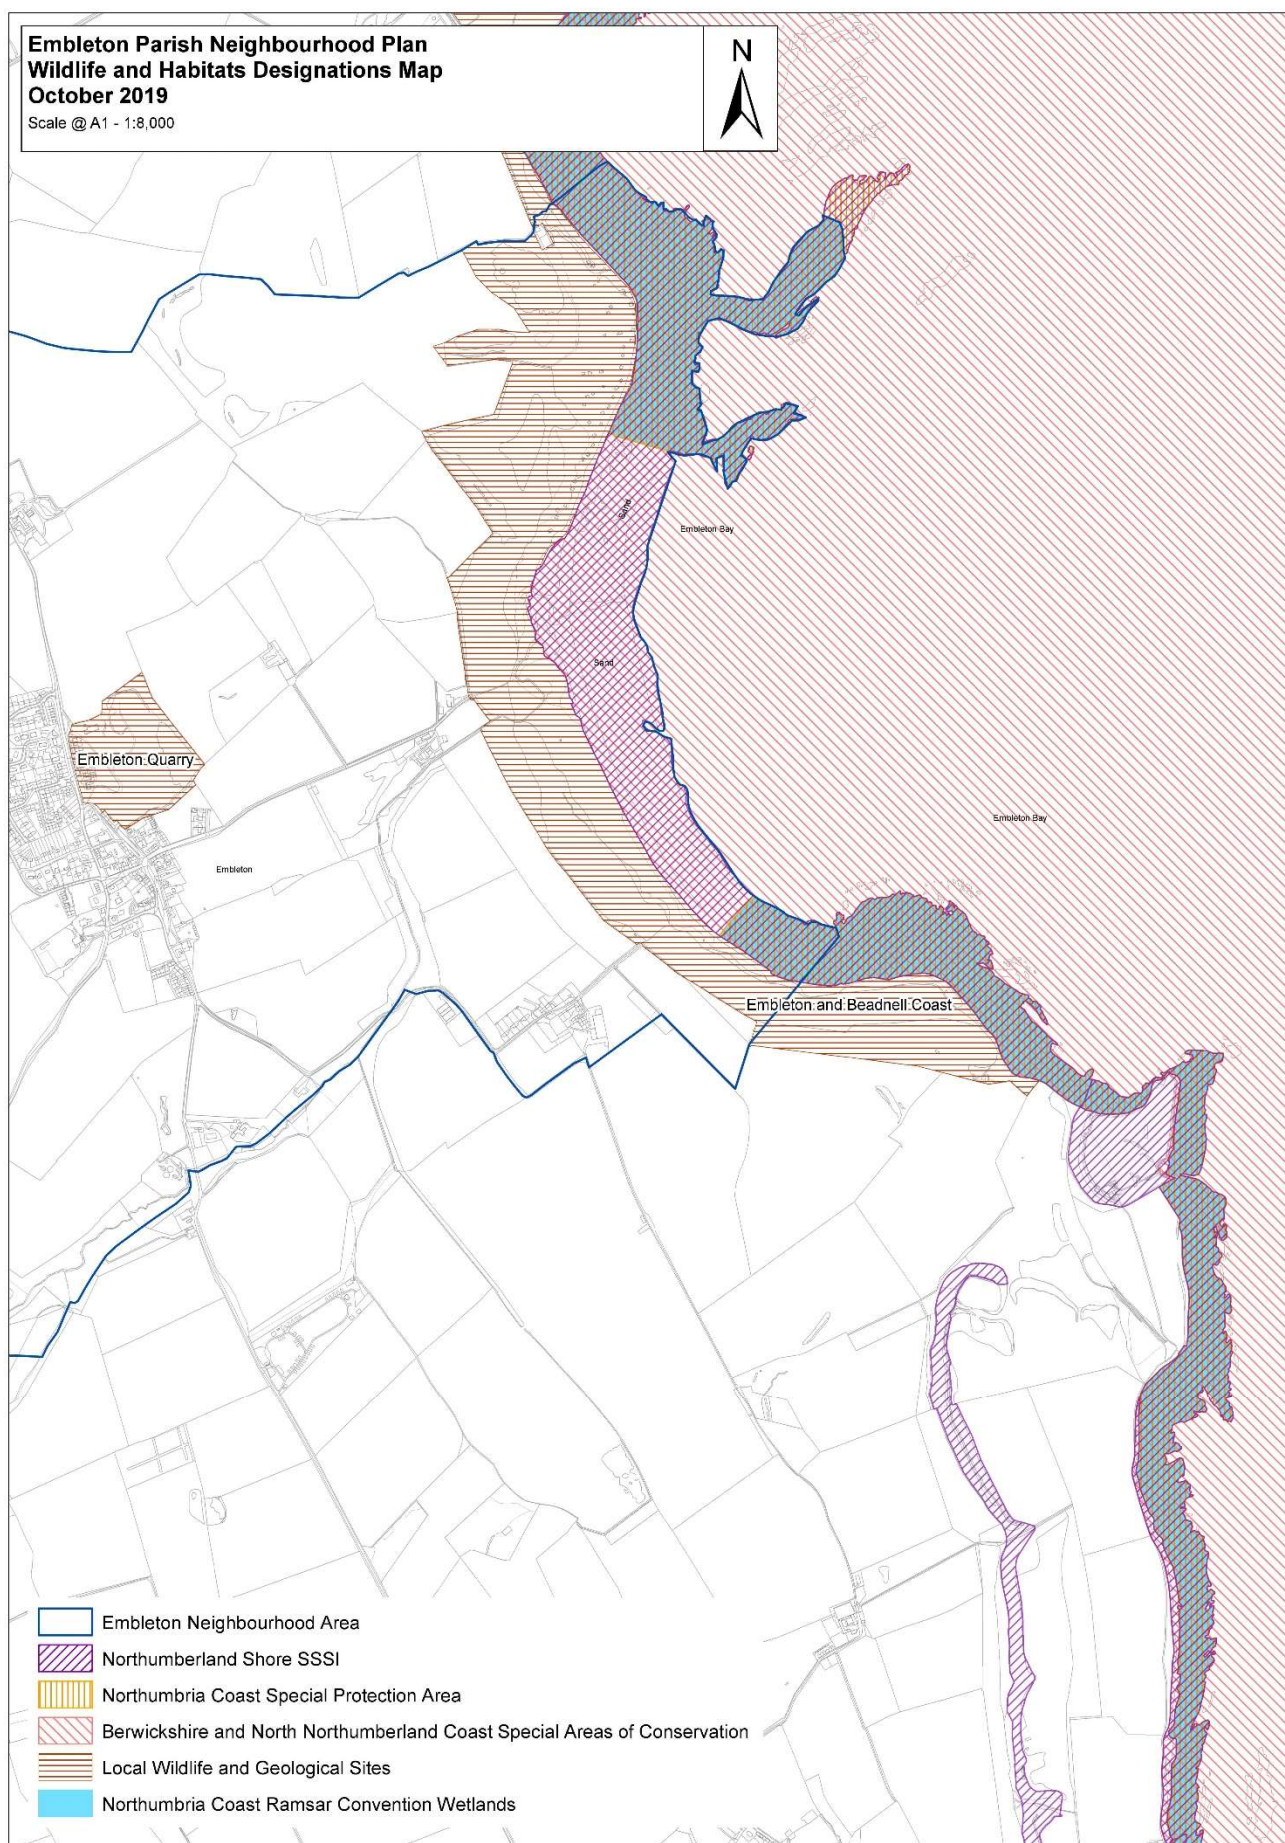 Embleton Parish Neighbourhood Plan
Wildlife and Habitats Designations Map
October 2019
Scale @ A1 - 1:8,000
N
Sand
Embleton Bay
Sand
Embleton Quarry
Embleton Bay
Embleton
Embleton and Beadnell Coast
Embleton Neighbourhood Area
Northumberland Shore SSSI
Northumbria Coast Special Protection Area
Berwickshire and North Northumberland Coast Special Areas of Conservation
Local Wildlife and Geological Sites
Northumbria Coast Ramsar Convention Wetlands